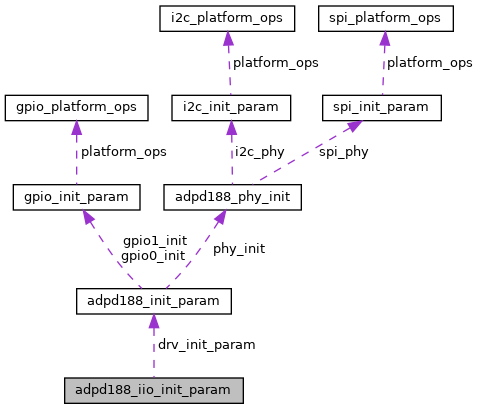 i2c_platform_ops
spi_platform_ops
platform_ops
platform_ops
gpio_platform_ops
i2c_init_param
spi_init_param
platform_ops
i2c_phy
spi_phy
gpio_init_param
adpd188_phy_init
gpio1_init
gpio0_init
phy_init
adpd188_init_param
drv_init_param
adpd188_iio_init_param